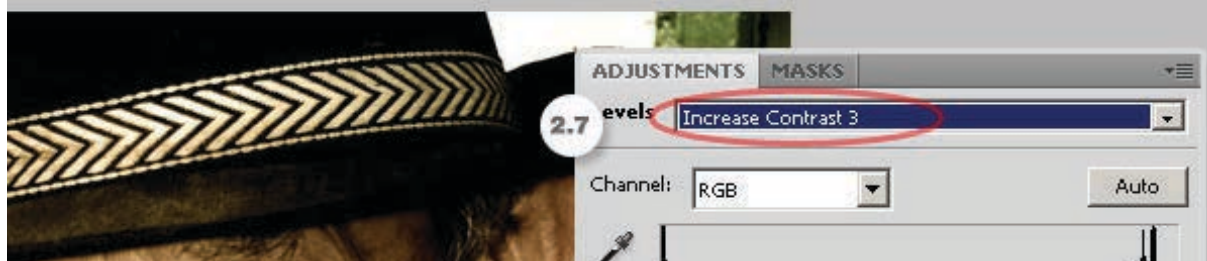 ADJUSTMENTS MASKS
2.7 evels Increase Contrast 3
Channel: RGB Auto